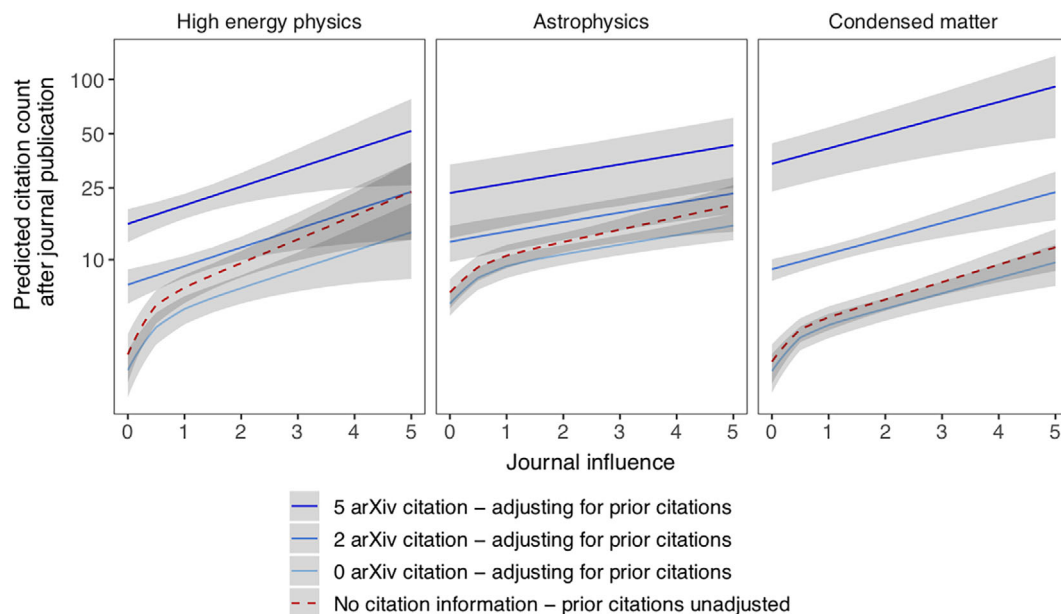 High energy physics
Astrophysics
Condensed matter
Predicted citation count
after journal publication
100
50
25
10
0 1 2 3 4 5
0 1 2 3 4 5
0 1 2 3 4 5
Journal influence
5 arXiv citation – adjusting for prior citations
2 arXiv citation – adjusting for prior citations
0 arXiv citation – adjusting for prior citations
No citation information – prior citations unadjusted